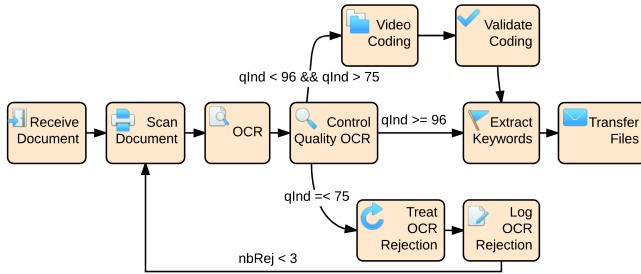 Video
Coding
Validate
Coding
qInd < 96 && qInd > 75
Receive
Document
Scan
Document
OCR
Control
Quality OCR
qInd >= 96
Extract
Keywords
Transfer
Files
qInd =< 75
Treat
OCR
Rejection
Log
OCR
Rejection
nbRej < 3